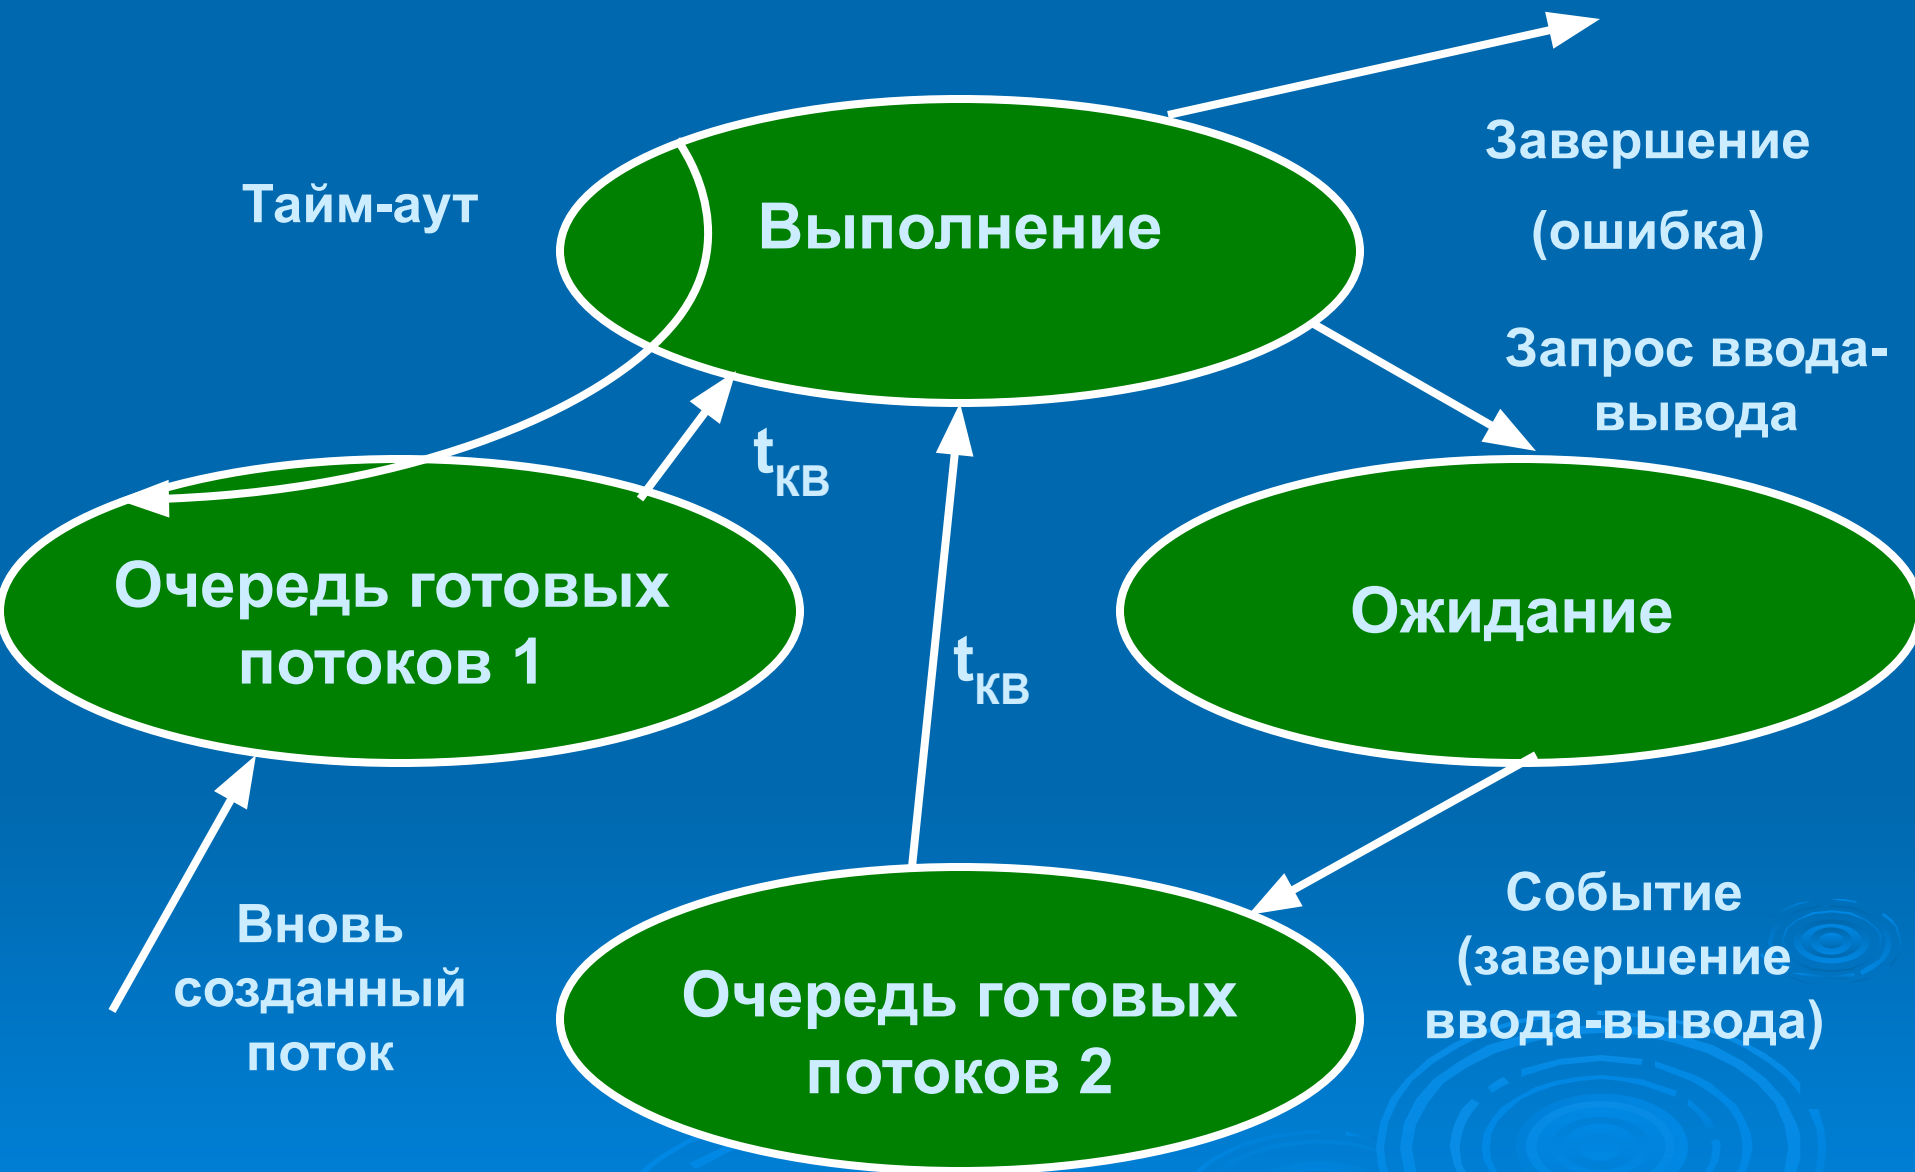 Тайм-аут
Выполнение
Завершение
(ошибка)
Запрос ввода-
вывода
tКВ
Очередь готовых
потоков 1
tКВ
Ожидание
Вновь
созданный
поток
Очередь готовых
потоков 2
Событие
(завершение
ввода-вывода)